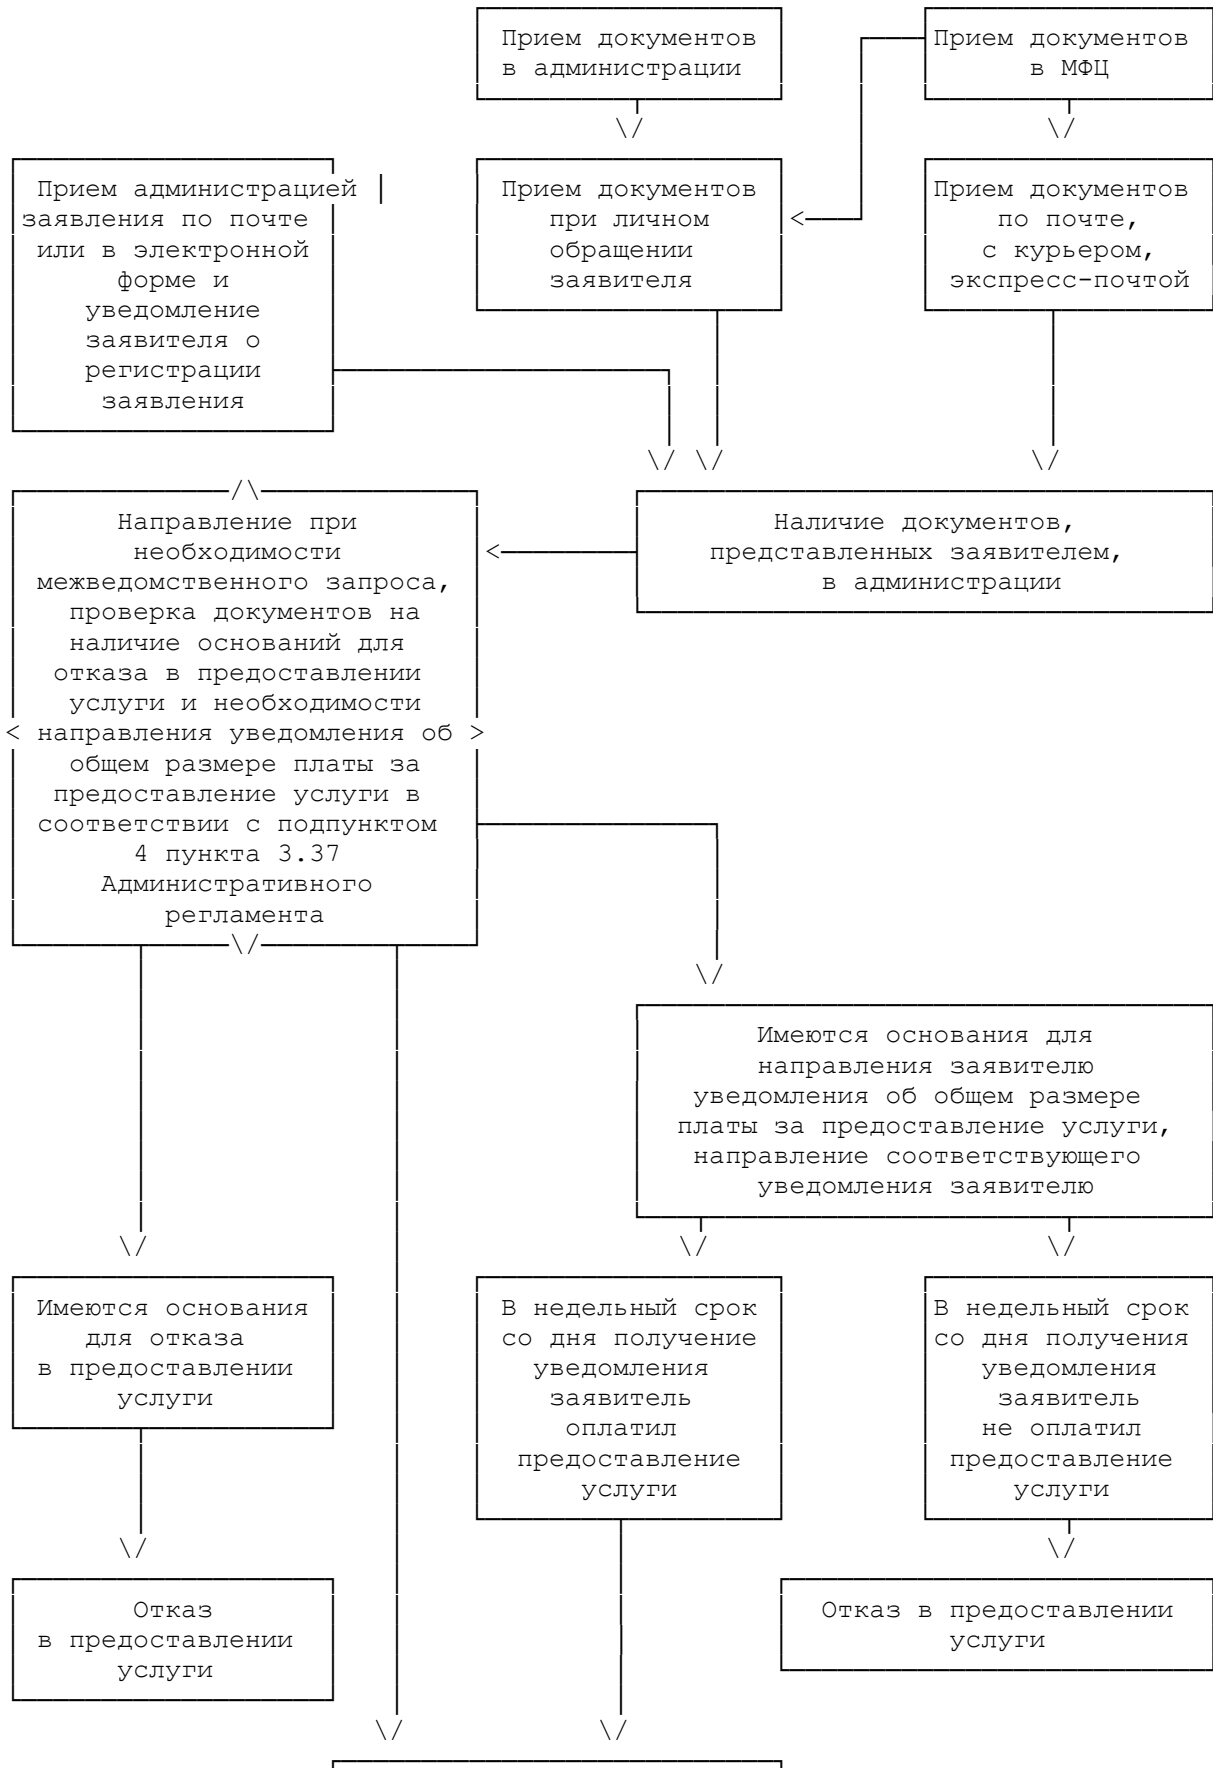 Прием документов
в администрации
Прием документов
в МФЦ
Прием администрацией |
заявления по почте
или в электронной
форме и
уведомление
заявителя о
регистрации
заявления
Прием документов
при личном
обращении
заявителя
Прием документов
по почте,
с курьером,
экспресс-почтой
Направление при
необходимости
межведомственного запроса,
проверка документов на
наличие оснований для
отказа в предоставлении
услуги и необходимости
направления уведомления об
общем размере платы за
предоставление услуги в
соответствии с подпунктом
4 пункта 3.37
Административного
регламента
Наличие документов,
представленных заявителем,
в администрации
Имеются основания для
направления заявителю
уведомления об общем размере
платы за предоставление услуги,
направление соответствующего
уведомления заявителю
Имеются основания
для отказа
в предоставлении
услуги
В недельный срок
со дня получение
уведомления
заявитель
оплатил
предоставление
услуги
В недельный срок
со дня получения
уведомления
заявитель
не оплатил
предоставление
услуги
Отказ
в предоставлении
услуги
Отказ в предоставлении
услуги